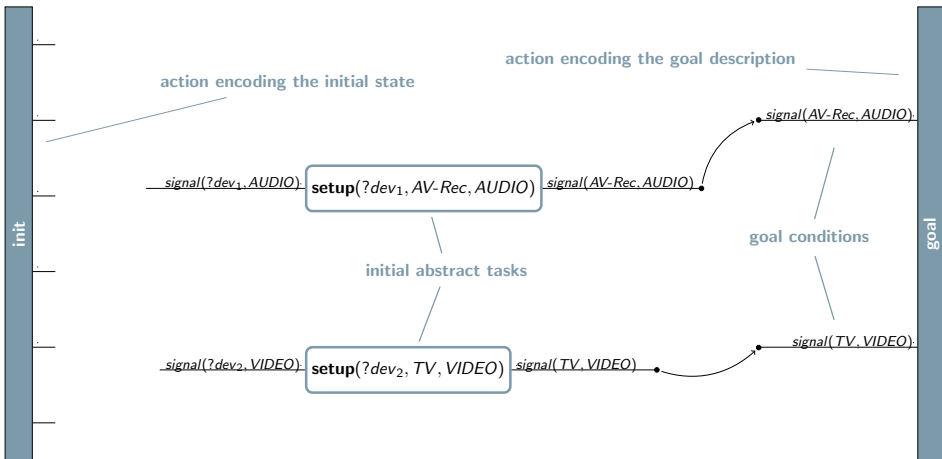 action encoding the goal description
action encoding the initial state
signal(AV-Rec, AUDIO)
signal(?dev₁, AUDIO)
setup(?dev₁, AV-Rec, AUDIO)
signal(AV-Rec, AUDIO)
init
goal
goal conditions
initial abstract tasks
signal(TV, VIDEO)
signal(?dev₂, VIDEO)
setup(?dev₂, TV, VIDEO)
signal(TV, VIDEO)